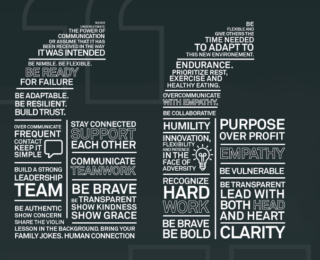 NEVER
UNDERESTIMATE
THE POWER OF
COMMUNICATION
OR ASSUME THAT IT HAS
BEEN RECEIVED IN THE WAY
IT WAS INTENDED
BE NIMBLE. BE FLEXIBLE.
BE READY
FOR FAILURE
BE ADAPTABLE.
BE RESILIENT.
BUILD TRUST.
OVER COMMUNICATE
FREQUENT
CONTACT
KEEP IT
SIMPLE
BUILD A STRONG
LEADERSHIP
TEAM
BE AUTHENTIC
SHOW CONCERN
SHARE THE VIOLIN
STAY CONNECTED
SUPPORT
EACH OTHER
COMMUNICATE
TEAMWORK
BE BRAVE
BE TRANSPARENT
SHOW KINDNESS
SHOW GRACE
LESSON IN THE BACKGROUND. BRING YOUR
FAMILY JOKES. HUMAN CONNECTION
BE
FLEXIBLE AND
GIVE OTHERS THE
TIME NEEDED
TO ADAPT TO
THIS NEW ENVIRONEMENT.
ENDURANCE.
PRIORITIZE REST,
EXERCISE AND
HEALTHY EATING.
OVERCOMMUNICATE
WITH EMPATHY.
BE COLLABORATIVE
HUMILITY
INNOVATION,
FLEXIBILITY
AND PATIENCE
IN THE
FACE OF
ADVERSITY
RECOGNIZE
HARD
WORK
BE BRAVE
BE BOLD
PURPOSE
OVER PROFIT
EMPATHY
BE VULNERABLE
BE TRANSPARENT
LEAD WITH
BOTH HEAD
AND HEART
CLARITY